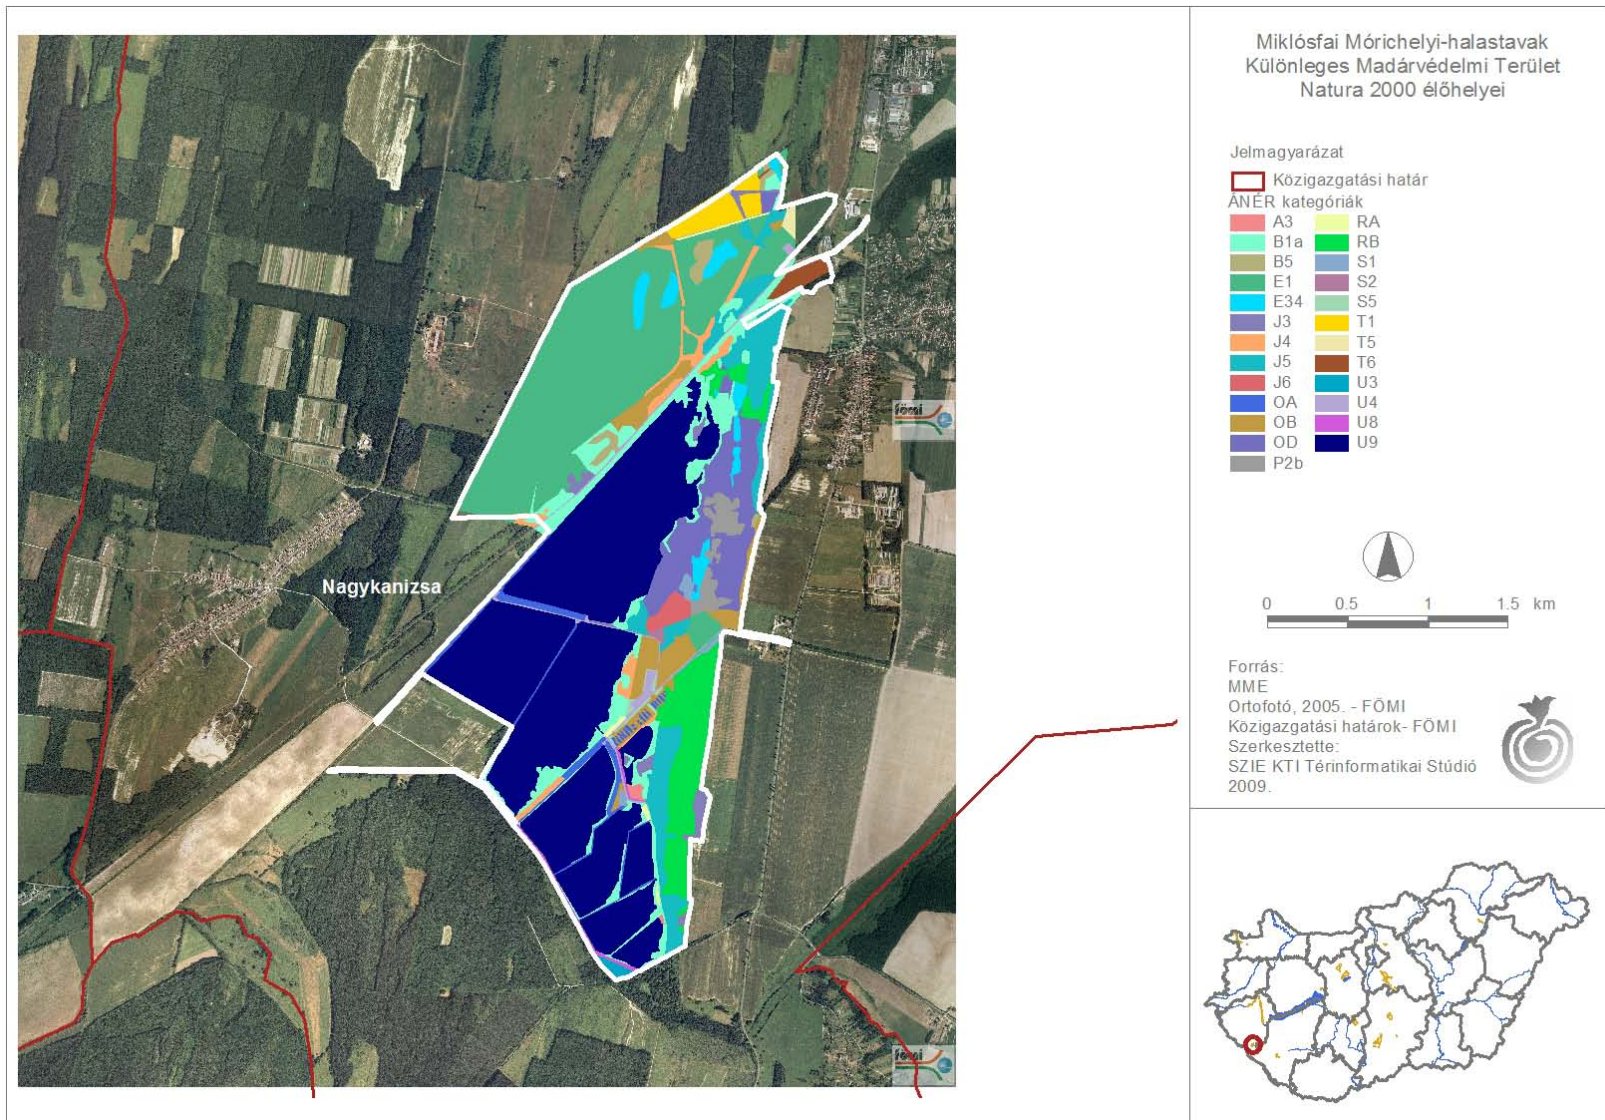 Miklósfai Mórichelyi-halastavak
Különleges Madárvédelmi Terület
Natura 2000 élőhelyei
Jelmagyarázat
Közigazgatási határ
ÁNÉR kategóriák
A3
B1a
B5
E1
E34
J3
J4
J5
J6
OA
OB
OD
P2b
RA
RB
S1
S2
S5
T1
T5
T6
U3
U4
U8
U9
fömi
Nagykanizsa
0 0.5 1 1.5 km
Forrás:
MME
Ortofotó, 2005. - FÖMI
Közigazgatási határok- FÖMI
Szerkesztette:
SZIE KTI Térinformatikai Stúdió
2009.
fömi